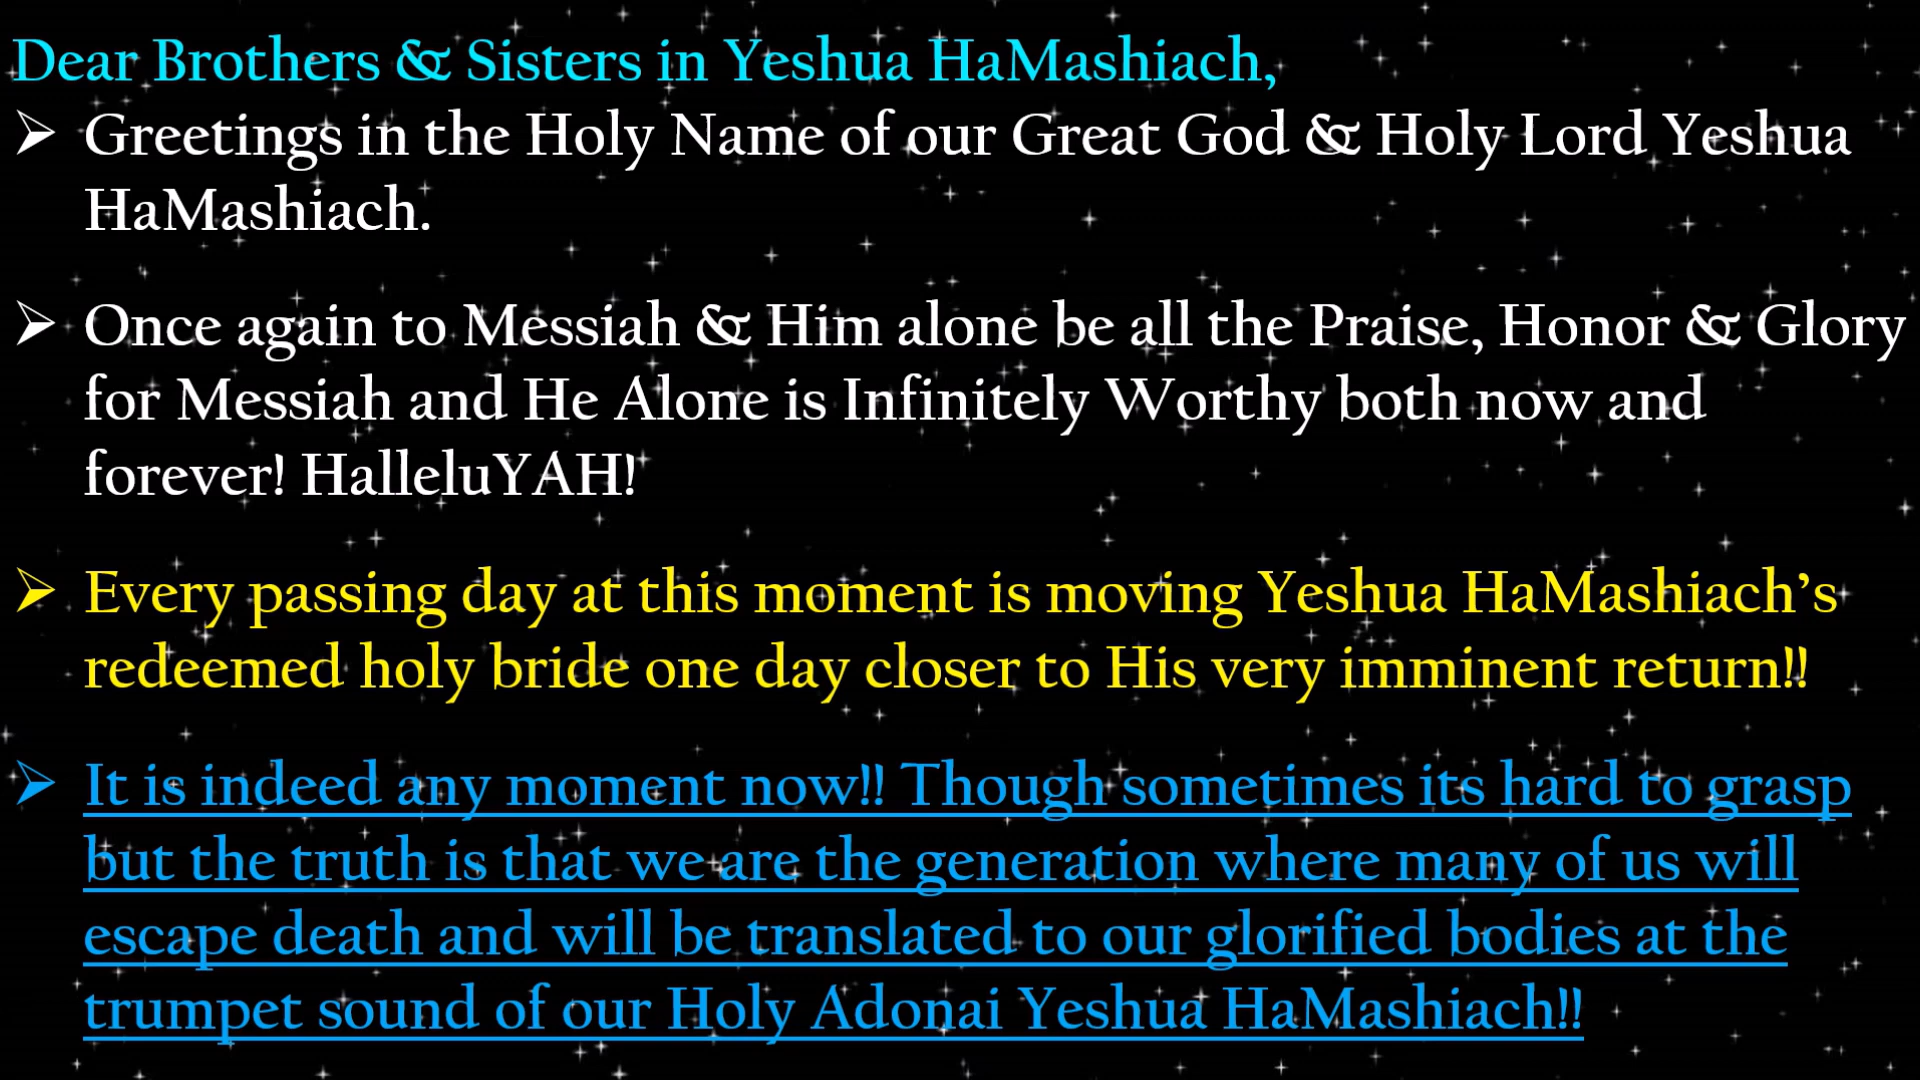 Dear Brothers & Sisters in Yeshua HaMashiach,
➢ Greetings in the Holy Name of our Great God & Holy Lord Yeshua
HaMashiach.
➢ Once again to Messiah & Him alone be all the Praise, Honor & Glory
for Messiah and He Alone is Infinitely Worthy both now and
forever! HalleluYAH!
➢ Every passing day at this moment is moving Yeshua HaMashiach’s
redeemed holy bride one day closer to His very imminent return!!
➢ It is indeed any moment now!! Though sometimes its hard to grasp
but the truth is that we are the generation where many of us will
escape death and will be translated to our glorified bodies at the
trumpet sound of our Holy Adonai Yeshua HaMashiach!!